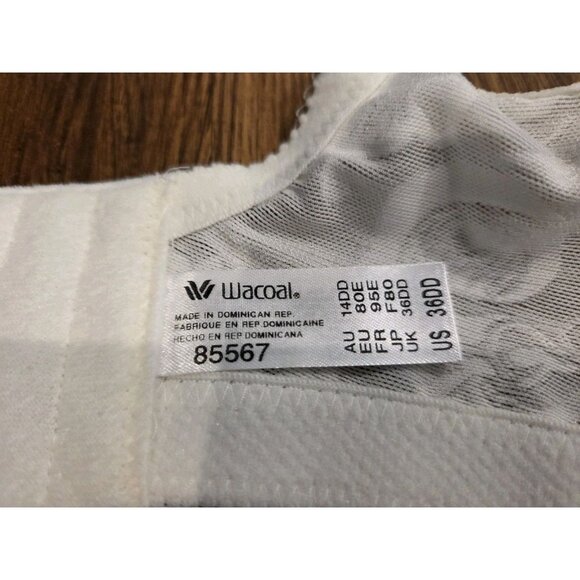 Wacoal®
MADE IN DOMINICAN REP.
FABRIQUE EN REP DOMINICAINE
HECHO EN REP DOMINICANA
85567
AU 14DD
EU 80E
FR 95E
JP F80
UK 36DD
US 36DD